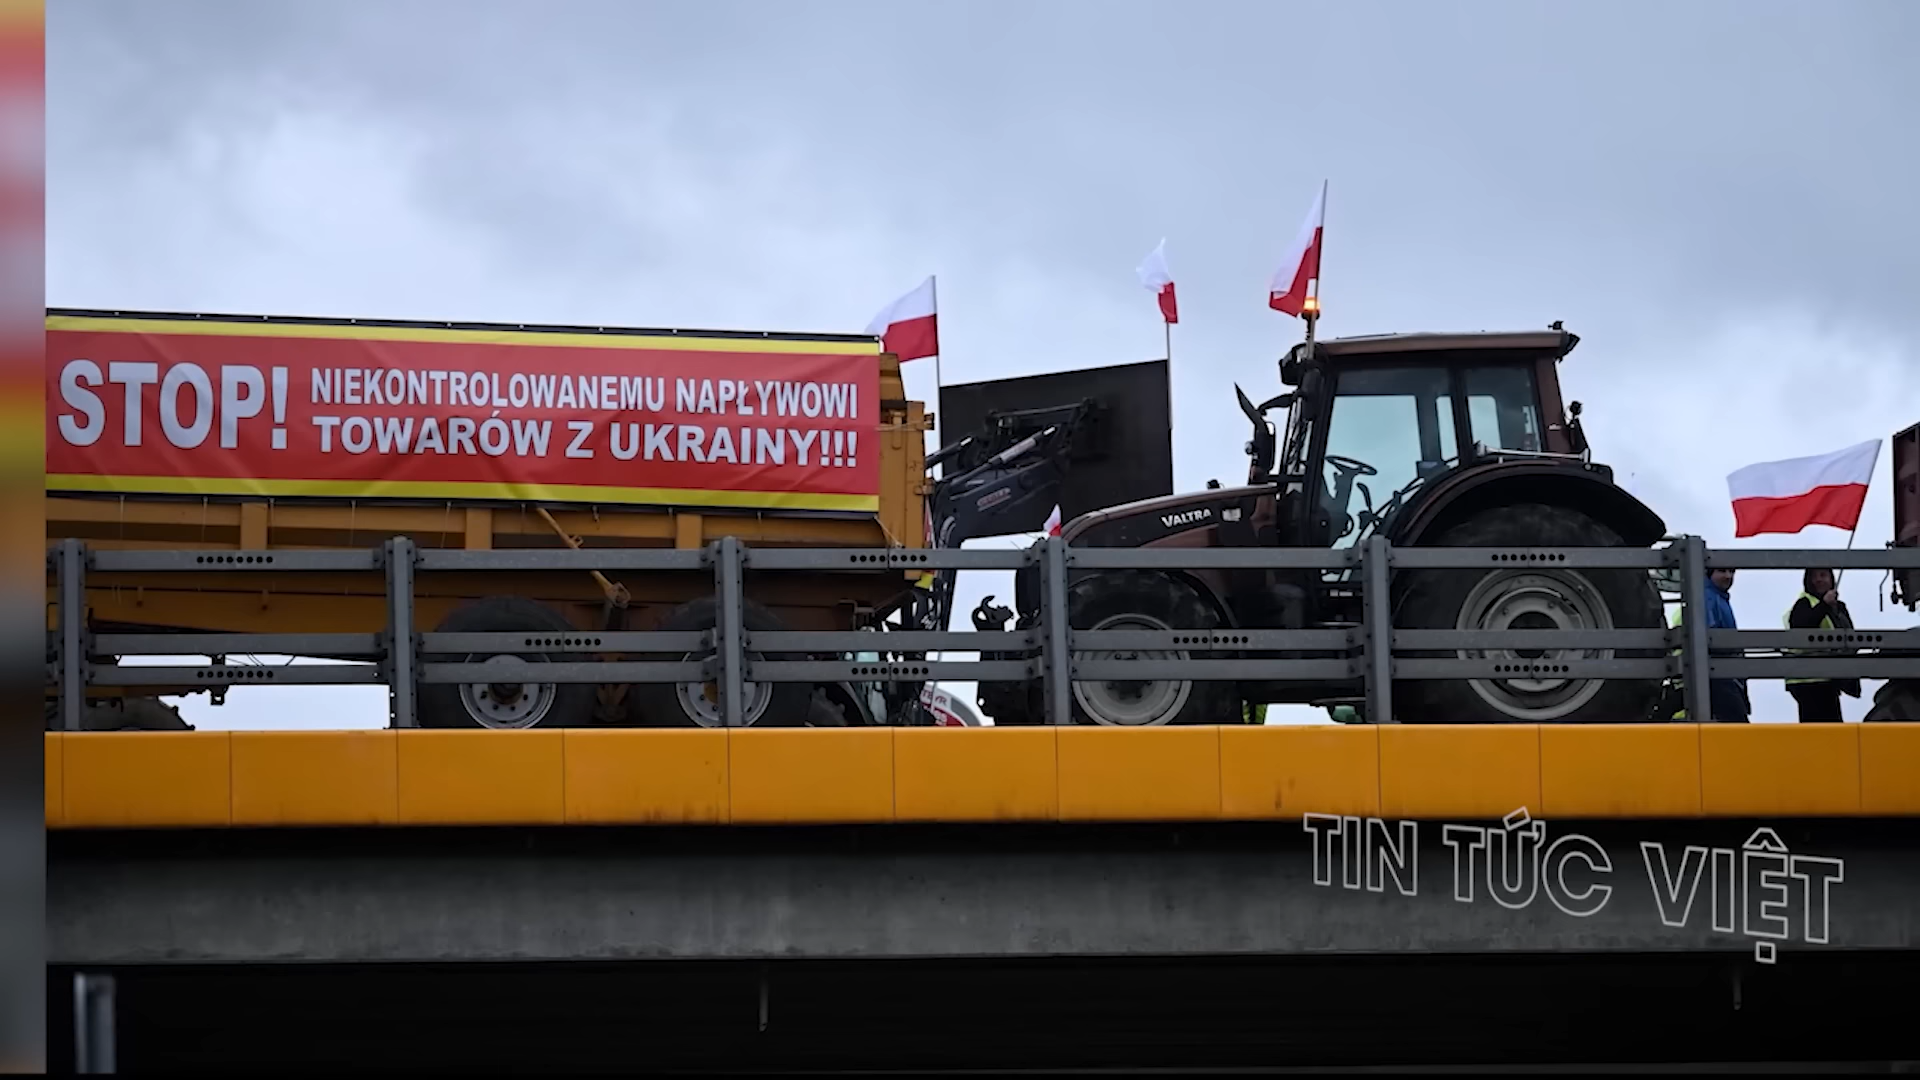 STOP! NIEKONTROLOWANEMU NAPŁYWOWI
TOWARÓW Z UKRAINY!!!
VALTRA
TIN TỨC VIỆT